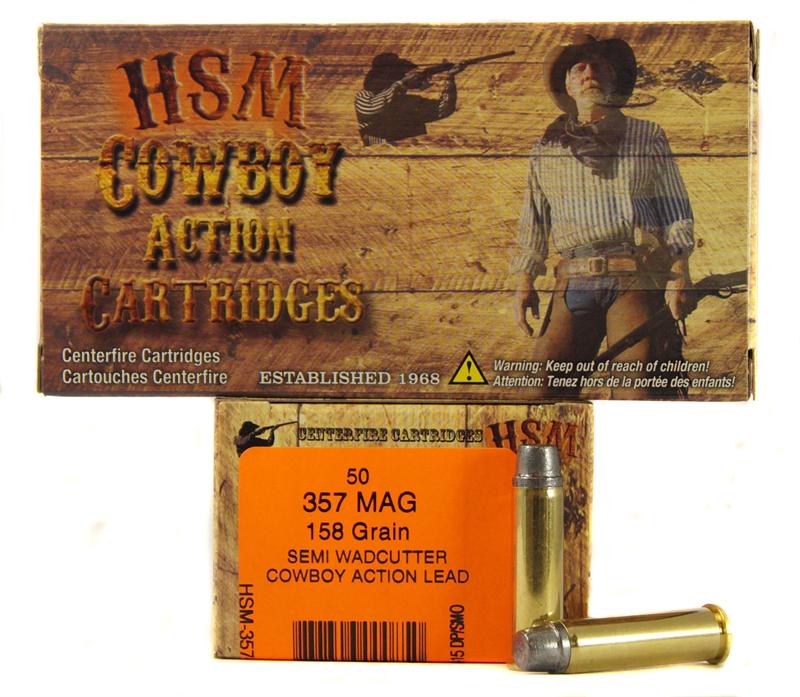 HSM
COWBOY
ACTION
CARTRIDGES
Centerfire Cartridges
Cartouches Centerfire
ESTABLISHED 1968
Warning: Keep out of reach of children!
Attention: Tenez hors de la portée des enfants!
CENTERFIRE CARTRIDGES
HSM
50
357 MAG
158 Grain
SEMI WADCUTTER
COWBOY ACTION LEAD
HSM-357